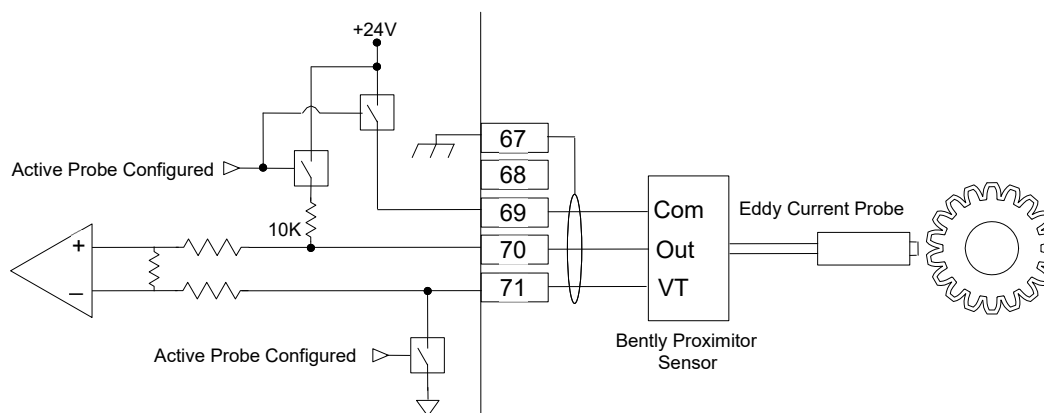 +24V
67
Active Probe Configured
68
69
Com
Eddy Current Probe
10K
+
70
Out
−
71
VT
Active Probe Configured
Bently Proximitor
Sensor